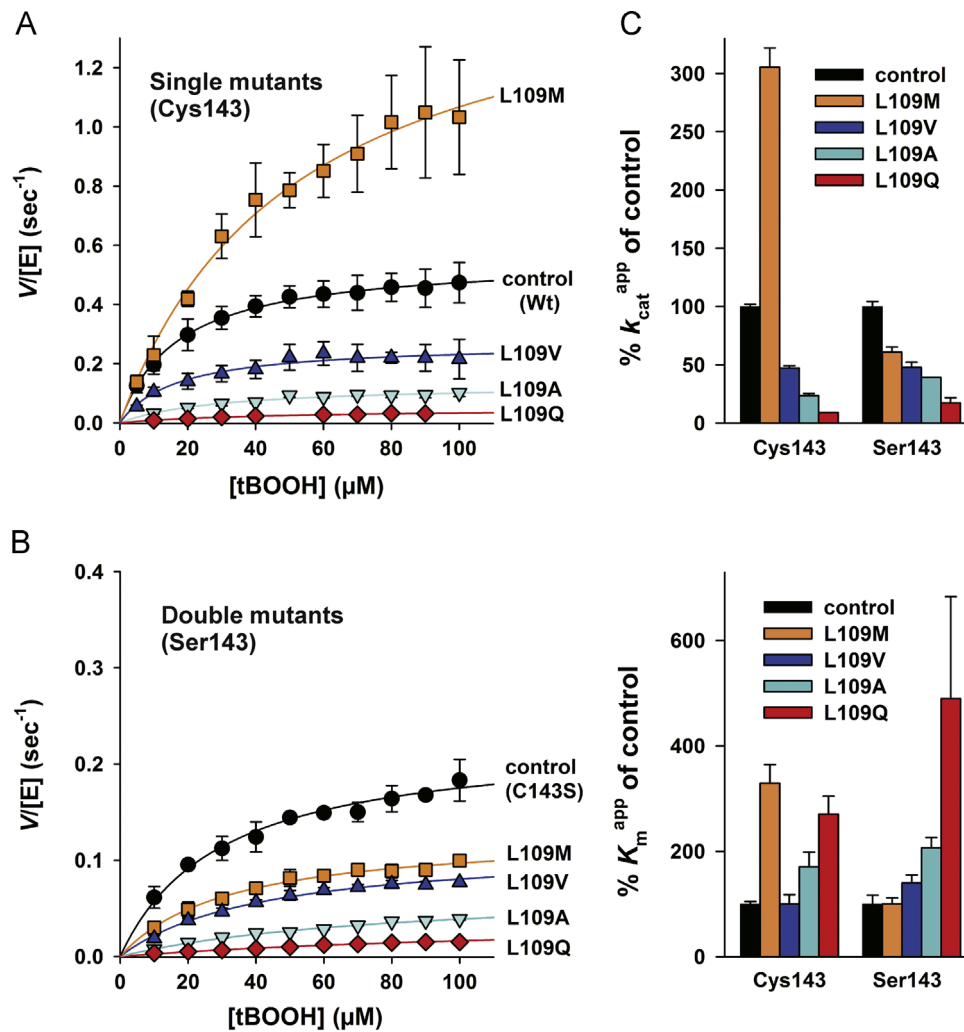 A
Single mutants
(Cys143)
V/[E] (sec⁻¹)
1.2
1.0
0.8
0.6
0.4
0.2
0.0
0 20 40 60 80 100
[tBOOH] (µM)
L109M
control
(Wt)
L109V
L109A
L109Q
B
Double mutants
(Ser143)
V/[E] (sec⁻¹)
0.4
0.3
0.2
0.1
0.0
0 20 40 60 80 100
[tBOOH] (µM)
control
(C143S)
L109M
L109V
L109A
L109Q
C
% k_cat^app of control
300
250
200
150
100
50
0
control
L109M
L109V
L109A
L109Q
Cys143 Ser143
% K_m^app of control
600
400
200
0
control
L109M
L109V
L109A
L109Q
Cys143 Ser143